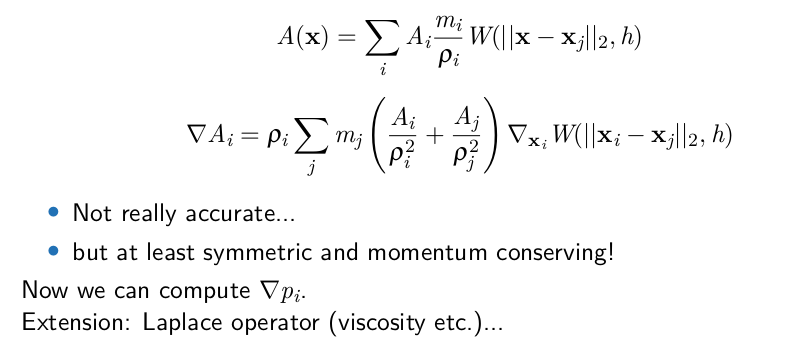 A(x) = ∑_i A_i m_i/ρ_i W(||x − x_j||_2, h)
∇A_i = ρ_i ∑_j m_j (A_i/ρ_i^2 + A_j/ρ_j^2) ∇_{x_i} W(||x_i − x_j||_2, h)
• Not really accurate...
• but at least symmetric and momentum conserving!
Now we can compute ∇p_i.
Extension: Laplace operator (viscosity etc.)...